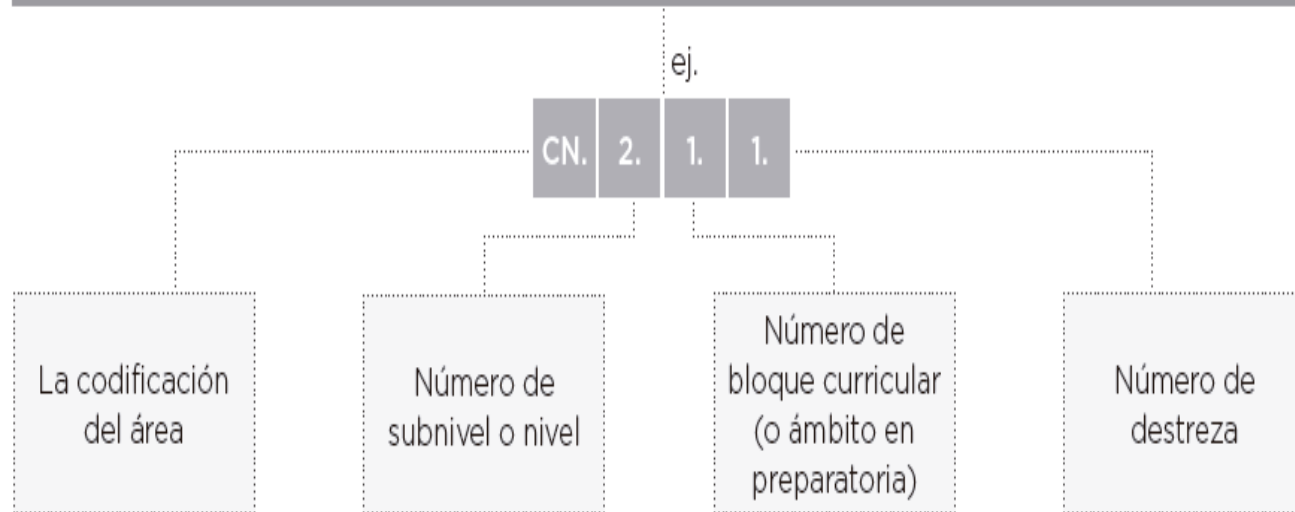 ej.
CN. 2. 1. 1.
La codificación
del área
Número de
subnivel o nivel
Número de
bloque curricular
(o ámbito en
preparatoria)
Número de
destreza